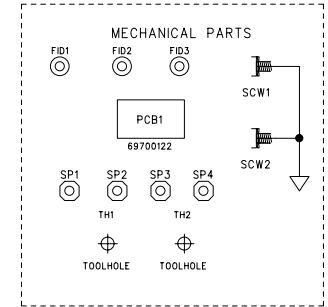 MECHANICAL PARTS
FID1 FID2 FID3
SCW1
PCB1
69700122
SCW2
SP1 SP2 SP3 SP4
TH1 TH2
TOOLHOLE TOOLHOLE